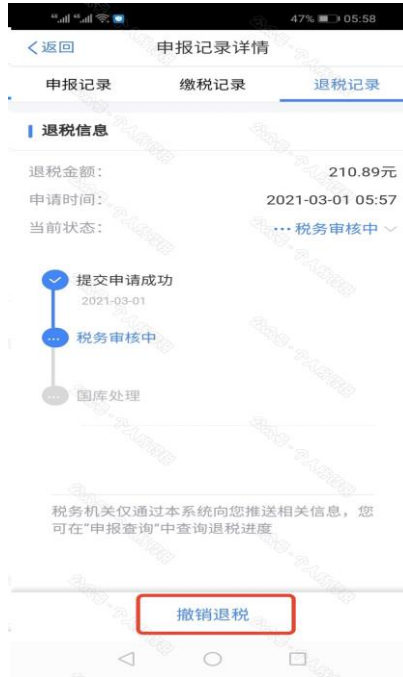 47% 05:58
返回 申报记录详情
申报记录 缴税记录 退税记录
退税信息
退税金额: 210.89元
申请时间: 2021-03-01 05:57
当前状态: ··· 税务审核中
提交申请成功
2021-03-01
税务审核中
国库处理
税务机关仅通过本系统向您推送相关信息，您
可在“申报查询”中查询退税进度
撤销退税